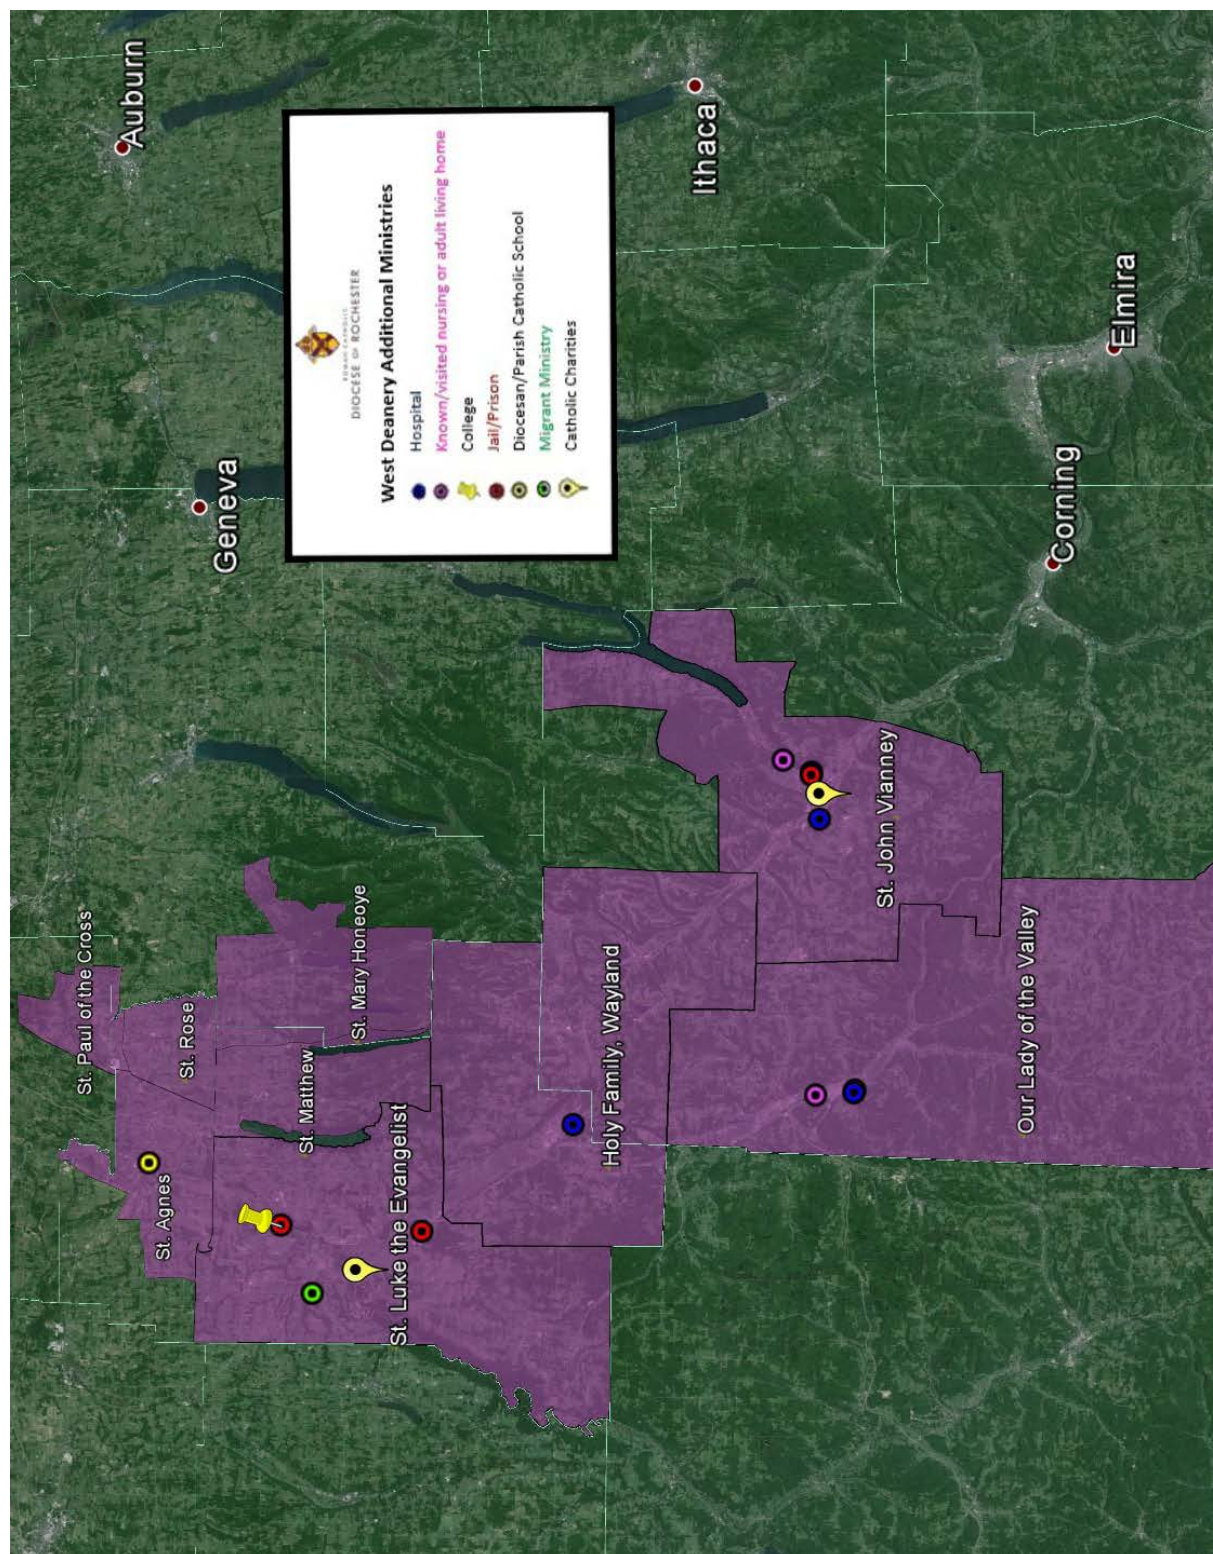 ROMAN CATHOLIC
DIOCESE OF ROCHESTER
West Deanery Additional Ministries
Hospital
Known/visited nursing or adult living home
College
Jail/Prison
Diocesan/Parish Catholic School
Migrant Ministry
Catholic Charities
Auburn
Geneva
Ithaca
Elmira
Corning
St. Paul of the Cross
St. Rose
St. Agnes
St. Mary Honeoye
St. Matthew
St. Luke the Evangelist
Holy Family, Wayland
St. John Vianney
Our Lady of the Valley